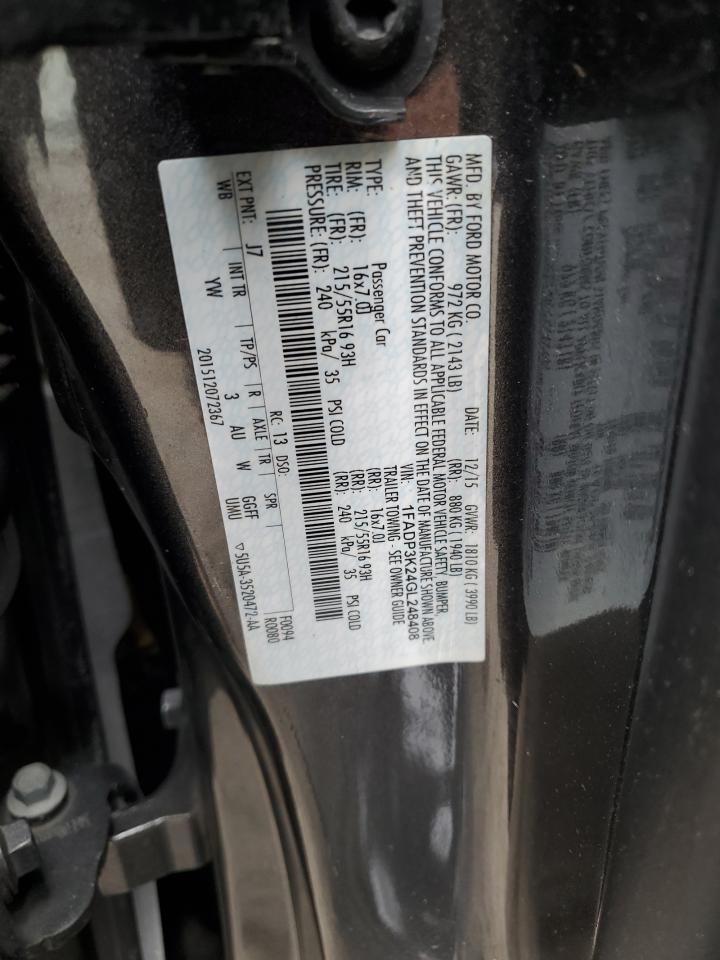 MFD. BY FORD MOTOR CO.
DATE: 12/15 GVWR: 1810 KG ( 3990 LB)
GAWR: (FR): 972 KG ( 2143 LB) (RR): 880 KG ( 1940 LB)
THIS VEHICLE CONFORMS TO ALL APPLICABLE FEDERAL MOTOR VEHICLE SAFETY, BUMPER,
AND THEFT PREVENTION STANDARDS IN EFFECT ON THE DATE OF MANUFACTURE SHOWN ABOVE.
VIN: 1FADP3K24GL248408
TYPE: Passenger Car TRAILER TOWING - SEE OWNER GUIDE
RIM: (FR): 16x7.0J (RR): 16x7.0J
TIRE: (FR): 215/55R16 93H (RR): 215/55R16 93H
PRESSURE: (FR): 240 kPa/ 35 PSI COLD (RR): 240 kPa/ 35 PSI COLD
F0094
EXT PNT: J7 RC: 13 DSO: R0080
WB INT TR TP/PS R AXLE TR SPR
YW 3 AU W GGFF
201512072367 UMU ▽5U5A-3520472-AA